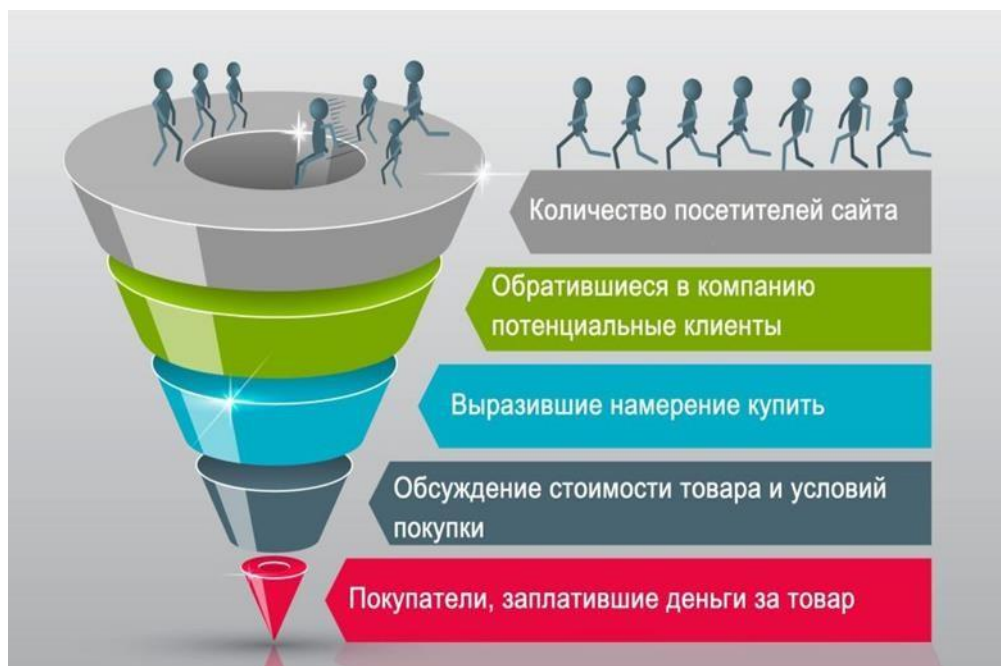 Количество посетителей сайта
Обратившиеся в компанию
потенциальные клиенты
Выразившие намерение купить
Обсуждение стоимости товара и условий
покупки
Покупатели, заплатившие деньги за товар